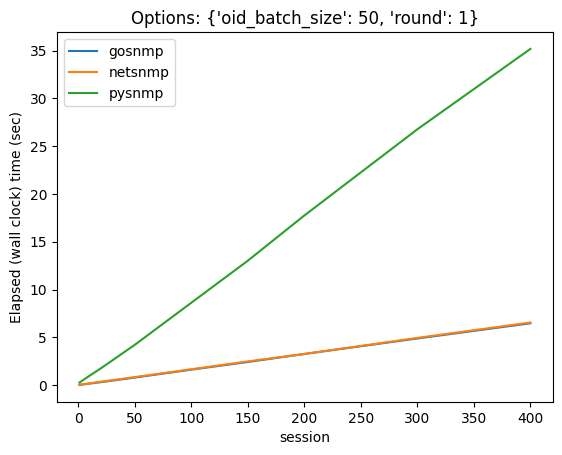 Options: {'oid_batch_size': 50, 'round': 1}
gosnmp
netsnmp
pysnmp
Elapsed (wall clock) time (sec)
35
30
25
20
15
10
5
0
0 50 100 150 200 250 300 350 400
session